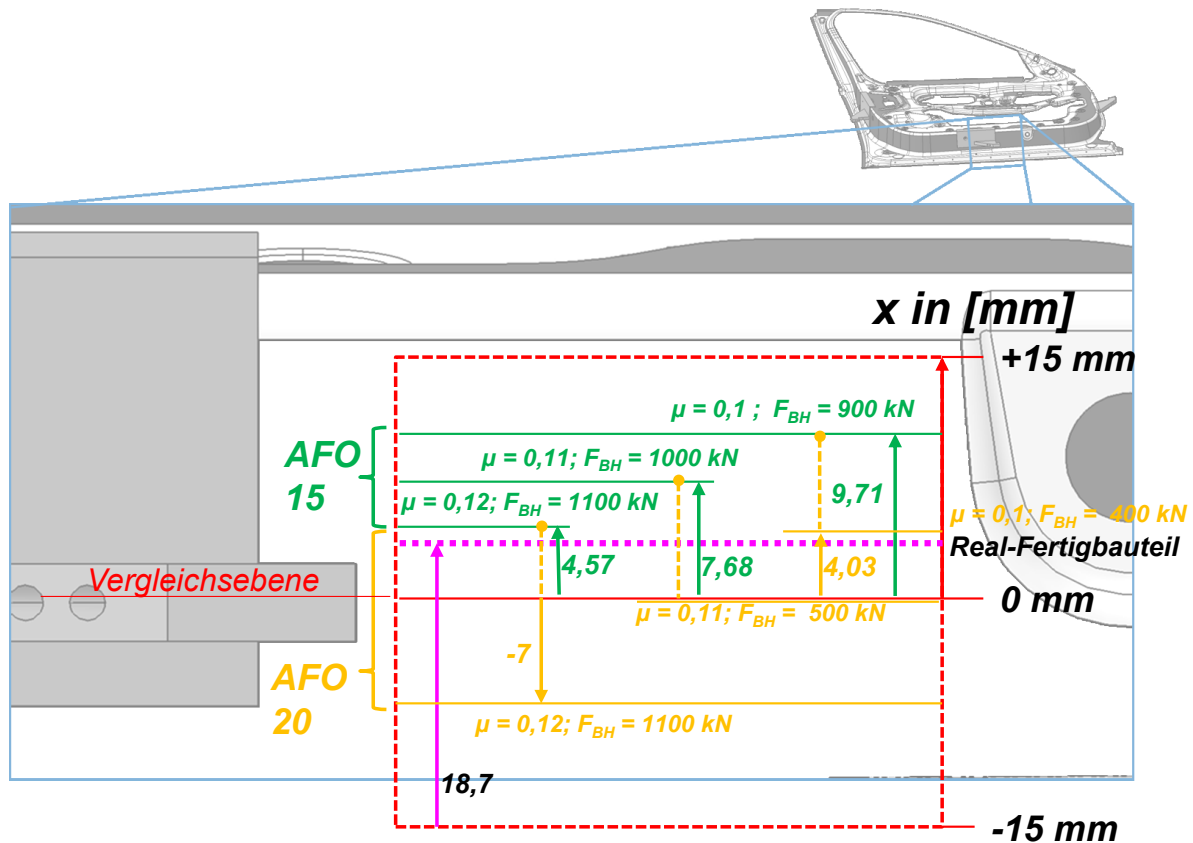 x in [mm]
+15 mm
μ = 0,1 ; F_BH = 900 kN
AFO
15
μ = 0,11; F_BH = 1000 kN
μ = 0,12; F_BH = 1100 kN
9,71
μ = 0,1; F_BH = 400 kN
Real-Fertigbauteil
4,57
7,68
4,03
Vergleichsebene
0 mm
μ = 0,11; F_BH = 500 kN
-7
AFO
20
μ = 0,12; F_BH = 1100 kN
18,7
-15 mm